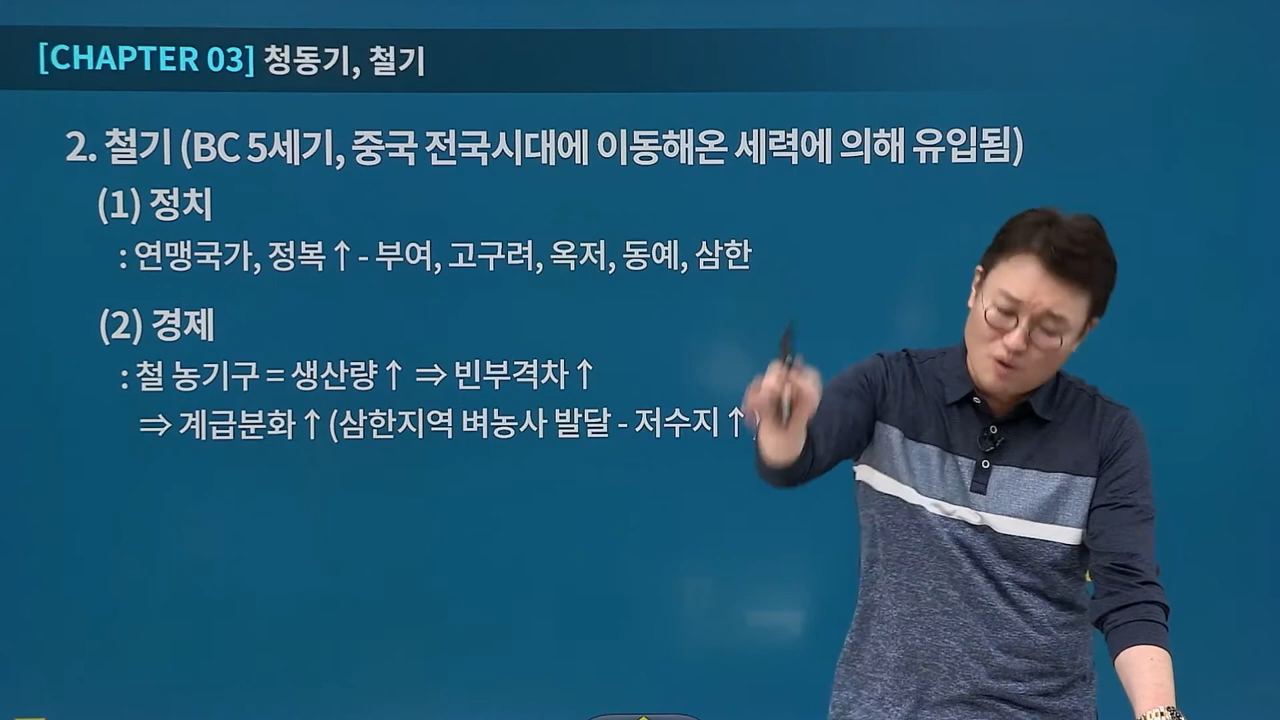 [CHAPTER 03] 청동기, 철기
2. 철기 (BC 5세기, 중국 전국시대에 이동해온 세력에 의해 유입됨)
(1) 정치
: 연맹국가, 정복↑ - 부여, 고구려, 옥저, 동예, 삼한
(2) 경제
: 철 농기구 = 생산량↑ ⇒ 빈부격차↑
⇒ 계급분화↑ (삼한지역 벼농사 발달 - 저수지↑)